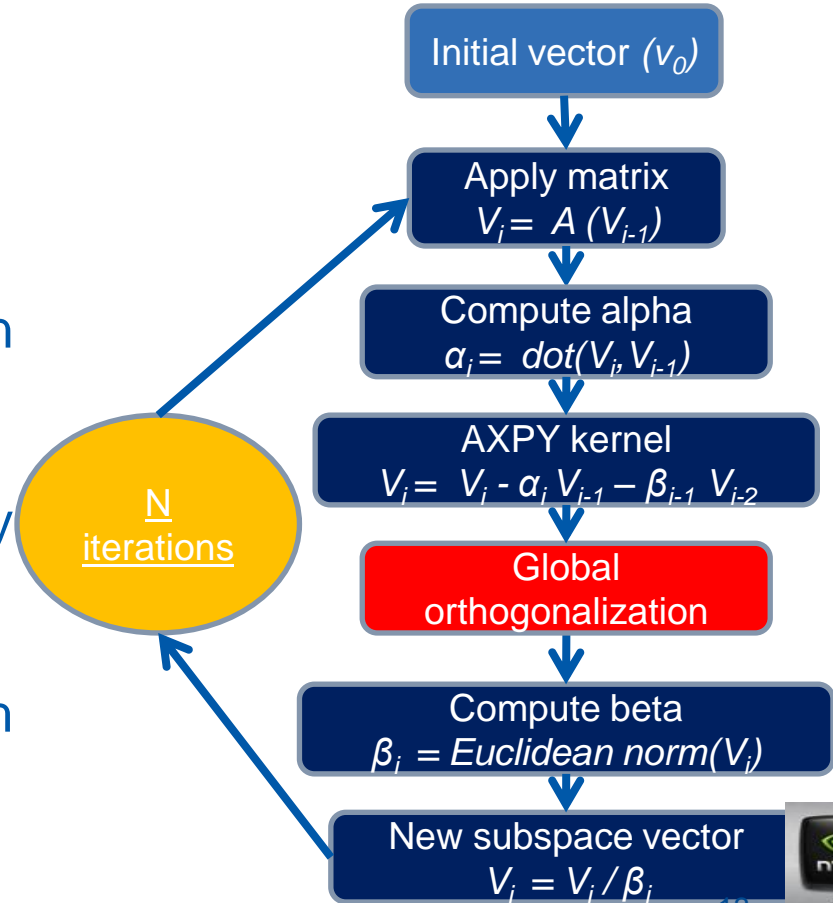 Initial vector (v₀)
Apply matrix
Vᵢ = A (Vᵢ₋₁)
Compute alpha
αᵢ = dot(Vᵢ, Vᵢ₋₁)
AXPY kernel
Vᵢ = Vᵢ - αᵢ Vᵢ₋₁ – βᵢ₋₁ Vᵢ₋₂
N
iterations
Global
orthogonalization
Compute beta
βᵢ = Euclidean norm(Vᵢ)
New subspace vector
Vᵢ = Vᵢ / βᵢ